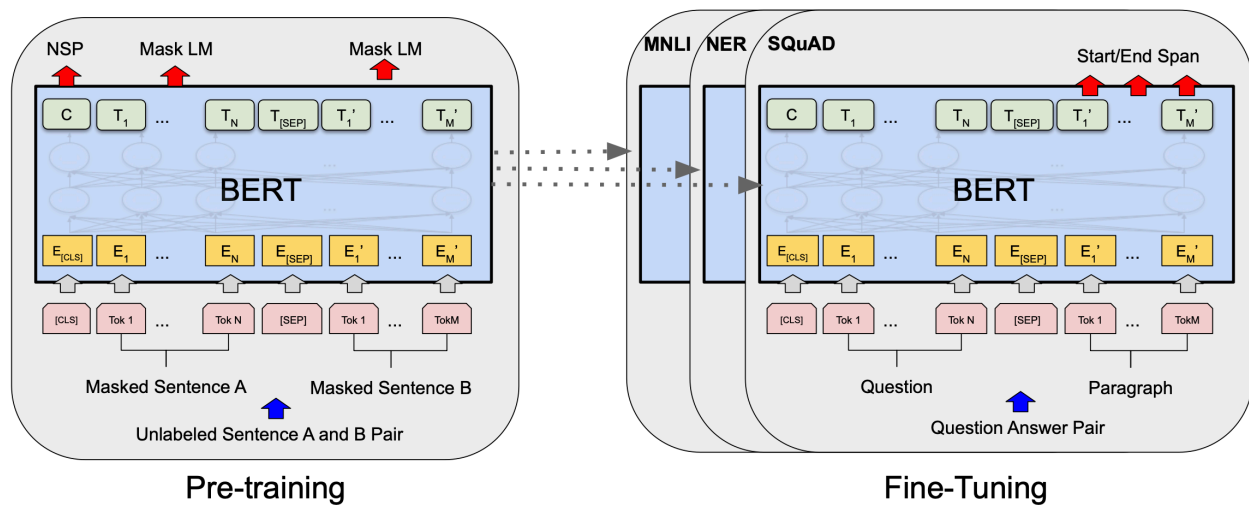 NSP Mask LM Mask LM
C T1 ... TN T[SEP] T1' ... TM'
...
BERT
E[CLS] E1 ... EN E[SEP] E1' ... EM'
[CLS] Tok 1 ... Tok N [SEP] Tok 1 ... TokM
Masked Sentence A Masked Sentence B
Unlabeled Sentence A and B Pair
Pre-training
MNLI NER SQuAD
Start/End Span
C T1 ... TN T[SEP] T1' ... TM'
...
BERT
E[CLS] E1 ... EN E[SEP] E1' ... EM'
[CLS] Tok 1 ... Tok N [SEP] Tok 1 ... TokM
Question Paragraph
Question Answer Pair
Fine-Tuning